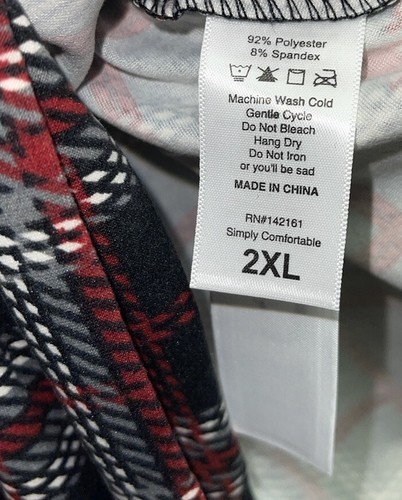 92% Polyester
8% Spandex
Machine Wash Cold
Gentle Cycle
Do Not Bleach
Hang Dry
Do Not Iron
or you'll be sad
MADE IN CHINA
RN#142161
Simply Comfortable
2XL